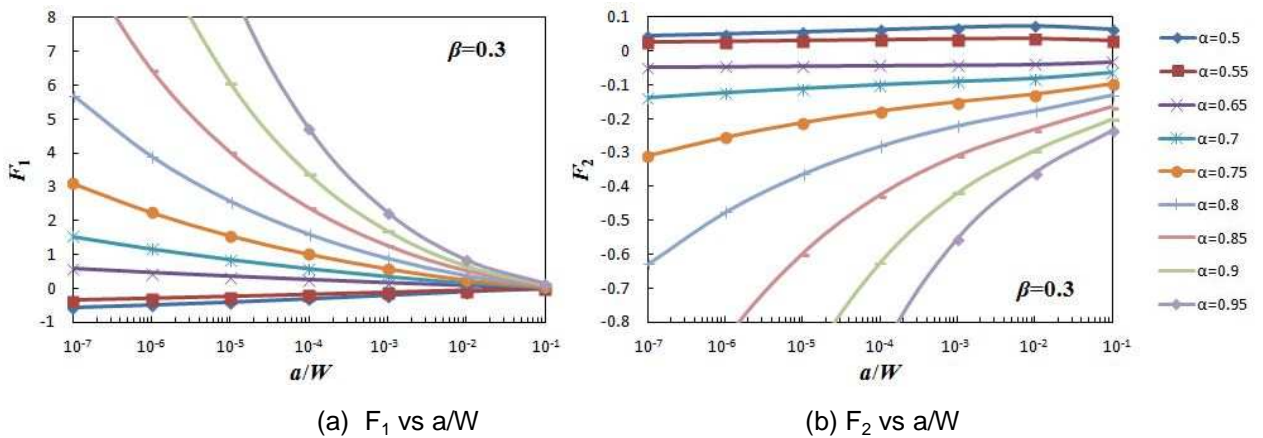 8
7
6
5
4
3
2
1
0
-1
F₁
β=0.3
10⁻⁷ 10⁻⁶ 10⁻⁵ 10⁻⁴ 10⁻³ 10⁻² 10⁻¹
a/W
0.1
0
-0.1
-0.2
-0.3
-0.4
-0.5
-0.6
-0.7
-0.8
F₂
β=0.3
10⁻⁷ 10⁻⁶ 10⁻⁵ 10⁻⁴ 10⁻³ 10⁻² 10⁻¹
a/W
α=0.5
α=0.55
α=0.65
α=0.7
α=0.75
α=0.8
α=0.85
α=0.9
α=0.95
(a) F₁ vs a/W
(b) F₂ vs a/W